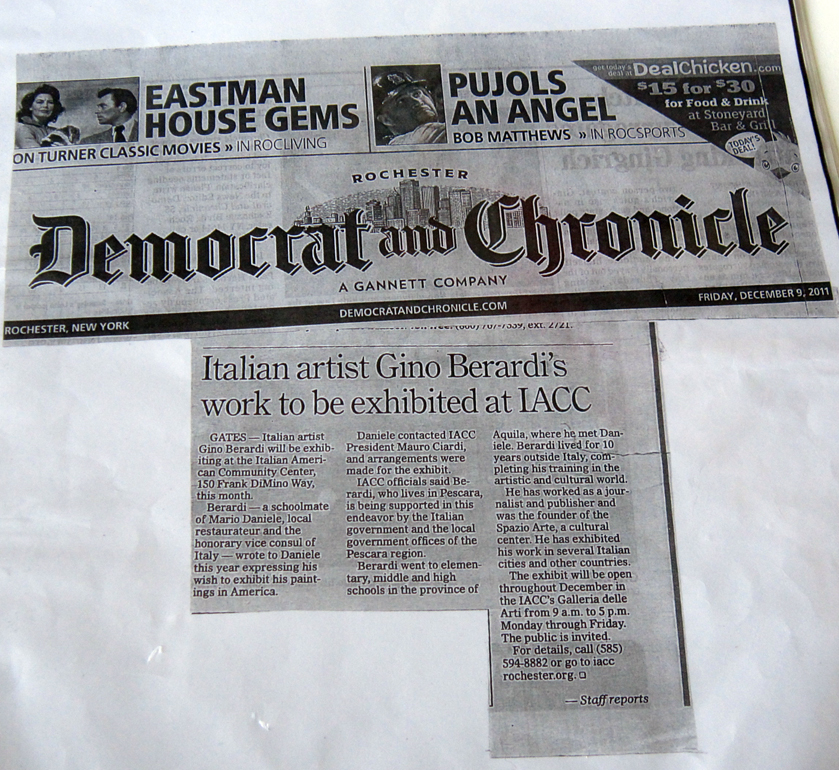 EASTMAN
HOUSE GEMS
ON TURNER CLASSIC MOVIES » IN ROCLIVING
PUJOLS
AN ANGEL
BOB MATTHEWS » IN ROCSPORTS
get today's
deal at DealChicken.com
$15 for $30
for Food & Drink
at Stoneyard
Bar & Grill
TODAY'S
DEAL!
ROCHESTER
Democrat and Chronicle
A GANNETT COMPANY
ROCHESTER, NEW YORK
DEMOCRATANDCHRONICLE.COM
FRIDAY, DECEMBER 9, 2011
ext. 2721.
Italian artist Gino Berardi's
work to be exhibited at IACC
GATES — Italian artist
Gino Berardi will be exhib-
iting at the Italian Ameri-
can Community Center,
150 Frank DiMino Way,
this month.
Berardi — a schoolmate
of Mario Daniele, local
restaurateur and the
honorary vice consul of
Italy — wrote to Daniele
this year expressing his
wish to exhibit his paint-
ings in America.
Daniele contacted IACC
President Mauro Ciardi,
and arrangements were
made for the exhibit.
IACC officials said Be-
rardi, who lives in Pescara,
is being supported in this
endeavor by the Italian
government and the local
government offices of the
Pescara region.
Berardi went to elemen-
tary, middle and high
schools in the province of
Aquila, where he met Dan-
iele. Berardi lived for 10
years outside Italy, com-
pleting his training in the
artistic and cultural world.
He has worked as a jour-
nalist and publisher and
was the founder of the
Spazio Arte, a cultural
center. He has exhibited
his work in several Italian
cities and other countries.
The exhibit will be open
throughout December in
the IACC's Galleria delle
Arti from 9 a.m. to 5 p.m.
Monday through Friday.
The public is invited.
For details, call (585)
594-8882 or go to iacc
rochester.org.
— Staff reports